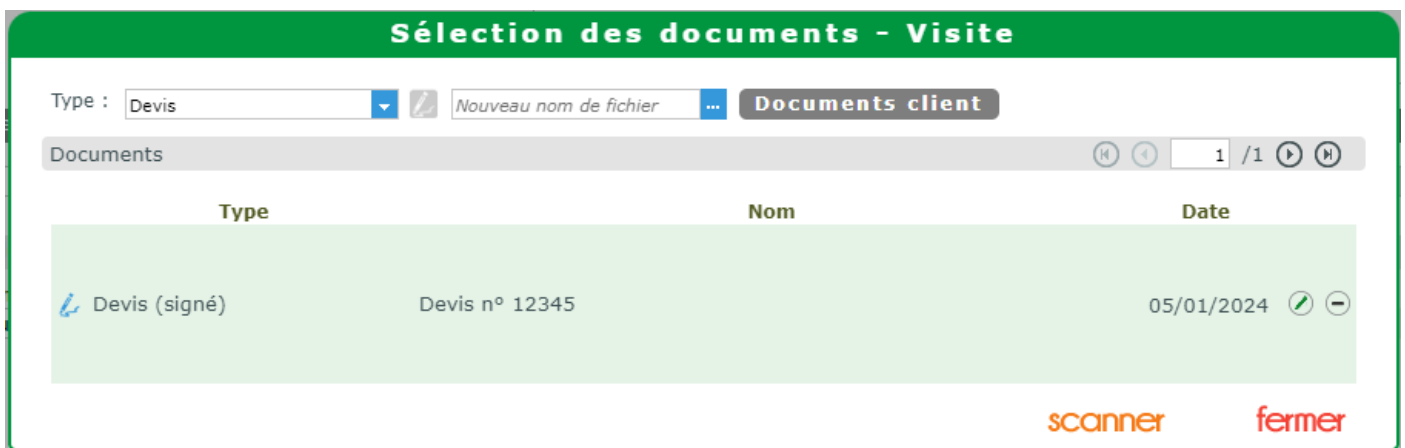 Sélection des documents - Visite
Type : Devis Nouveau nom de fichier ... Documents client
Documents 1 /1
Type Nom Date
Devis (signé) Devis n° 12345 05/01/2024
scanner fermer